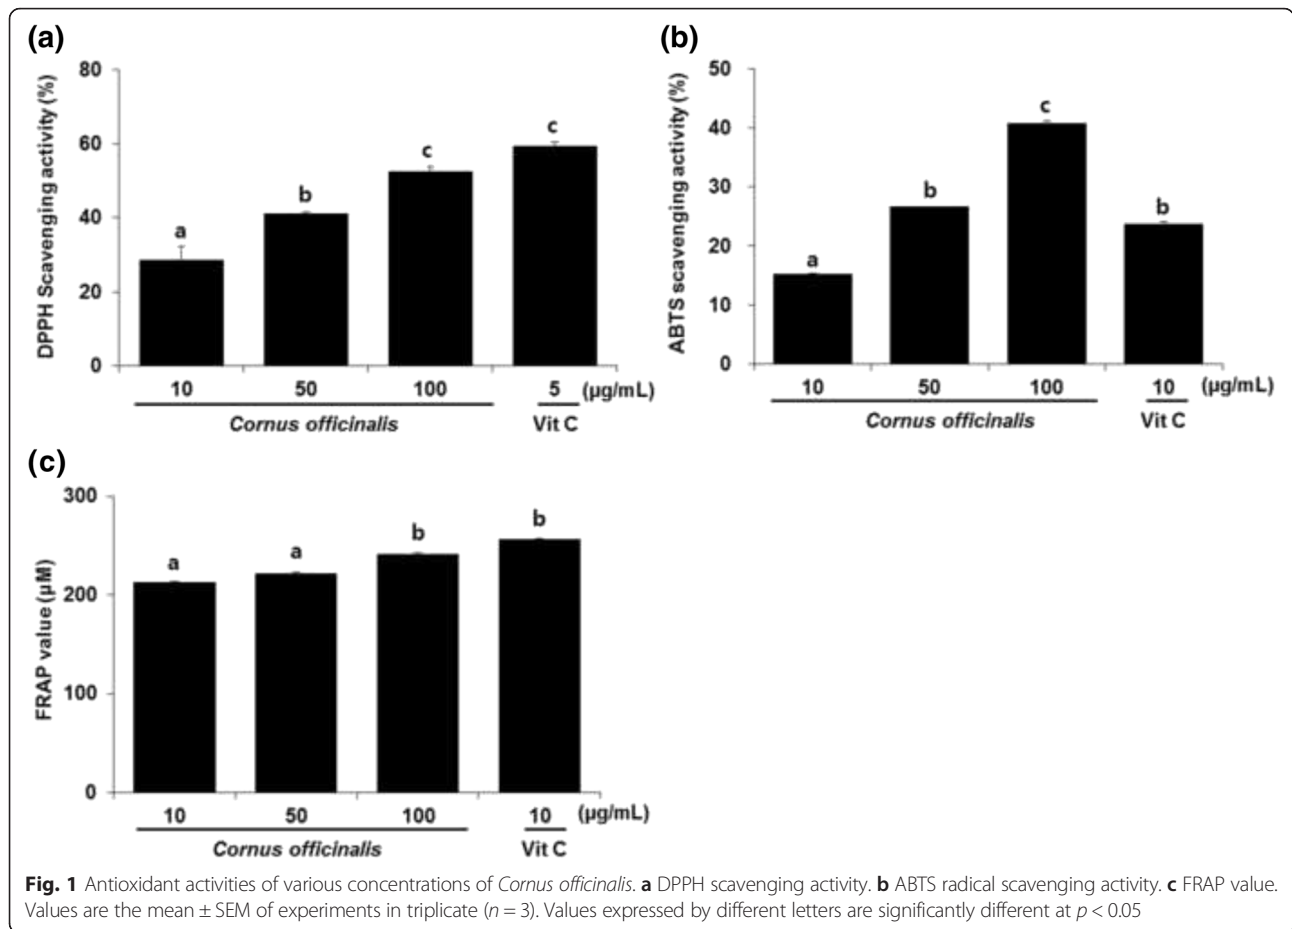 (a)
DPPH Scavenging activity (%)
80
60
40
20
0
a
b
c
c
10 50 100 5 (µg/mL)
Cornus officinalis Vit C
(b)
ABTS scavenging activity (%)
50
40
30
20
10
0
a
b
c
b
10 50 100 10 (µg/mL)
Cornus officinalis Vit C
(c)
FRAP value (µM)
300
200
100
0
a
a
b
b
10 50 100 10 (µg/mL)
Cornus officinalis Vit C
Fig. 1 Antioxidant activities of various concentrations of Cornus officinalis. a DPPH scavenging activity. b ABTS radical scavenging activity. c FRAP value.
Values are the mean ± SEM of experiments in triplicate (n = 3). Values expressed by different letters are significantly different at p < 0.05